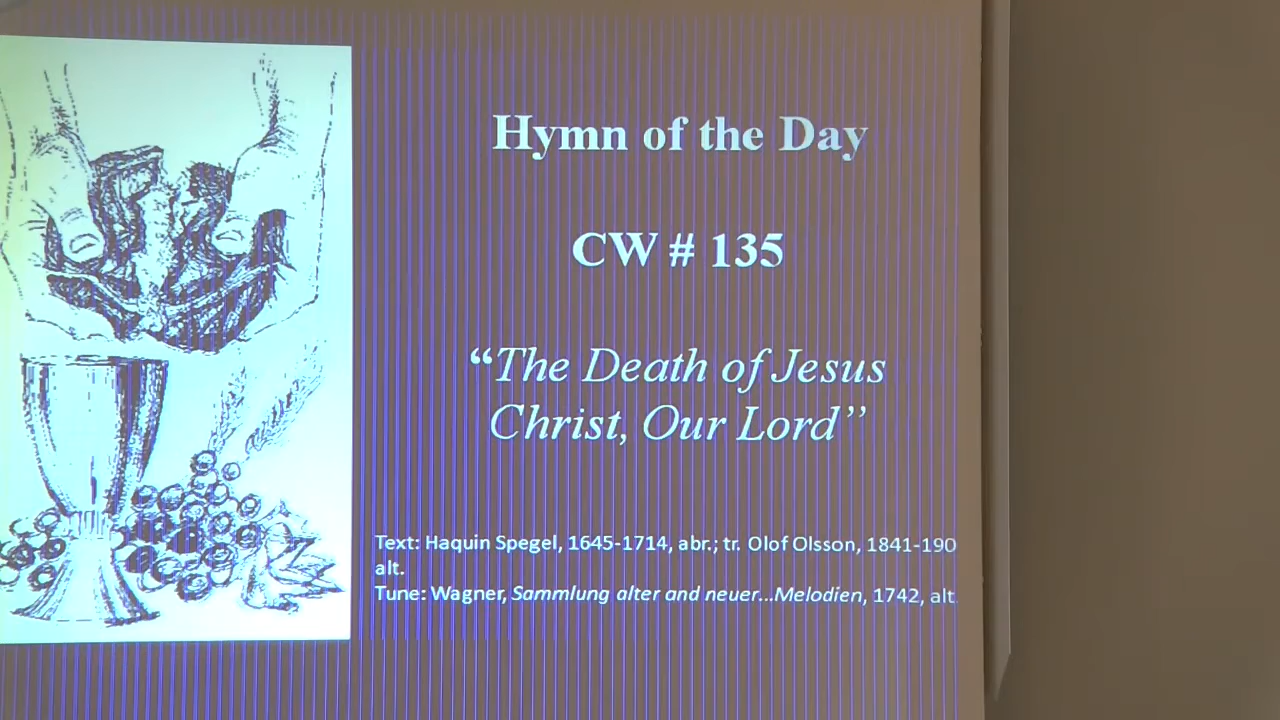 Hymn of the Day
CW # 135
“The Death of Jesus
Christ, Our Lord”
Text: Haquin Spegel, 1645-1714, abr.; tr. Olof Olsson, 1841-190
alt.
Tune: Wagner, Sammlung alter and neuer...Melodien, 1742, alt.